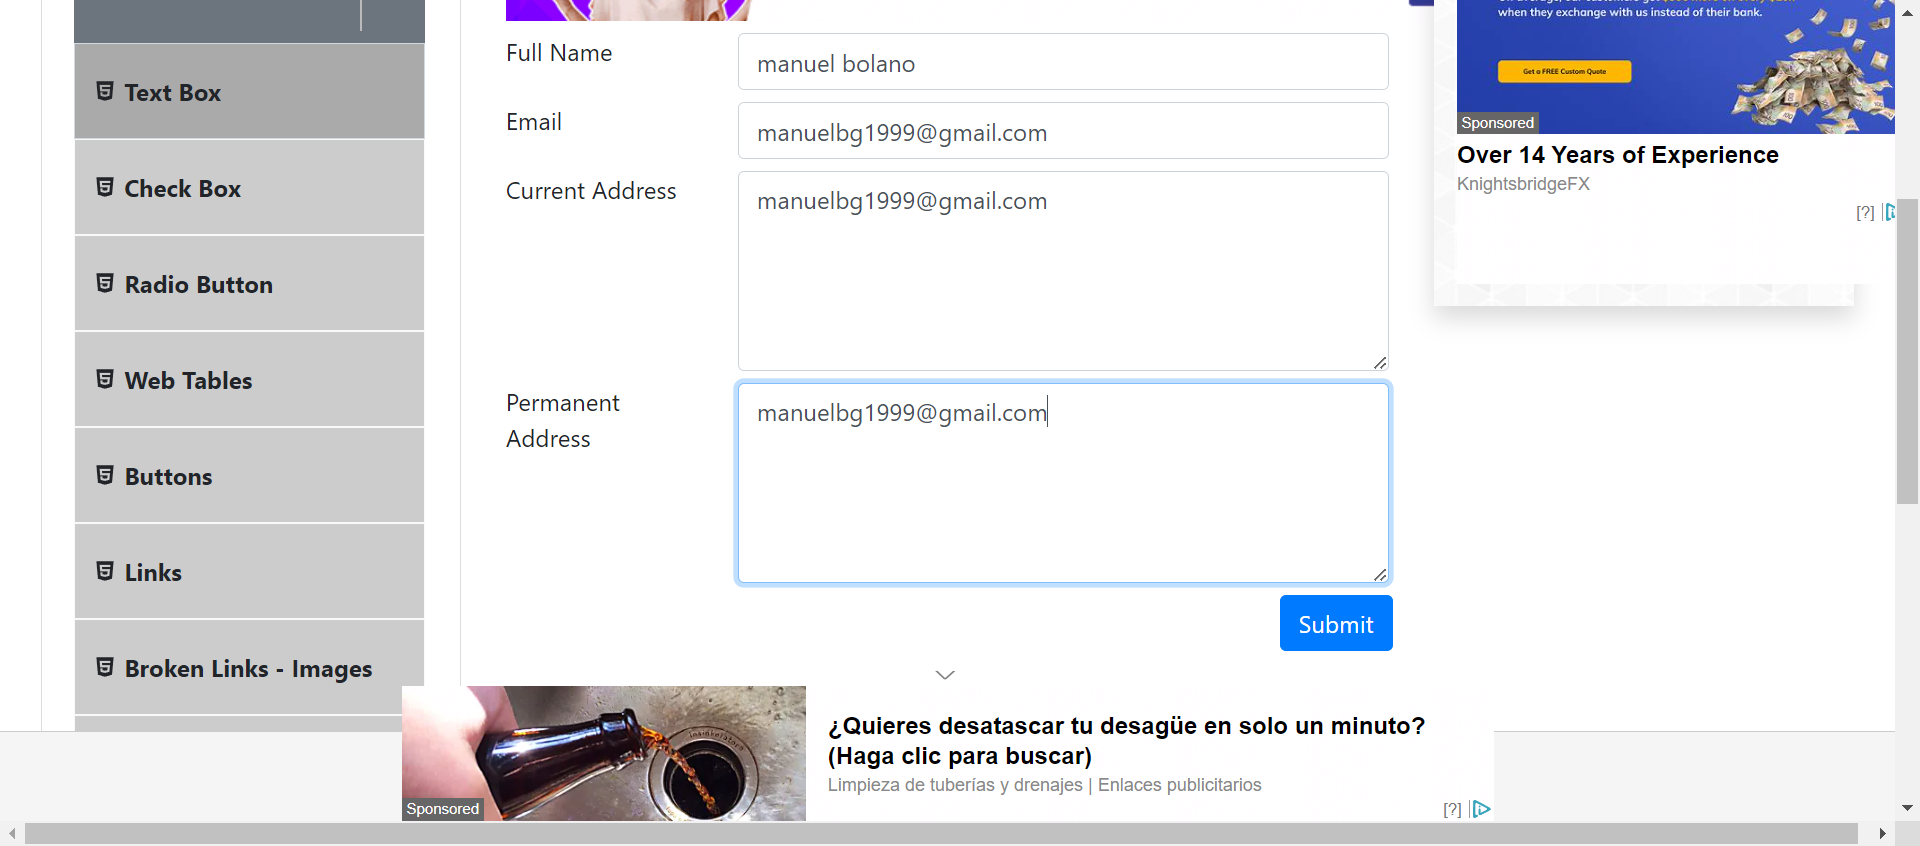 Text Box
Check Box
Radio Button
Web Tables
Buttons
Links
Broken Links - Images
Full Name
manuel bolano
Email
manuelbg1999@gmail.com
Current Address
manuelbg1999@gmail.com
Permanent
Address
manuelbg1999@gmail.com
Submit
when they exchange with us instead of their bank.
Get a FREE Custom Quote
Sponsored
Over 14 Years of Experience
KnightsbridgeFX
[?]
Sponsored
¿Quieres desatascar tu desagüe en solo un minuto?
(Haga clic para buscar)
Limpieza de tuberías y drenajes | Enlaces publicitarios
[?]